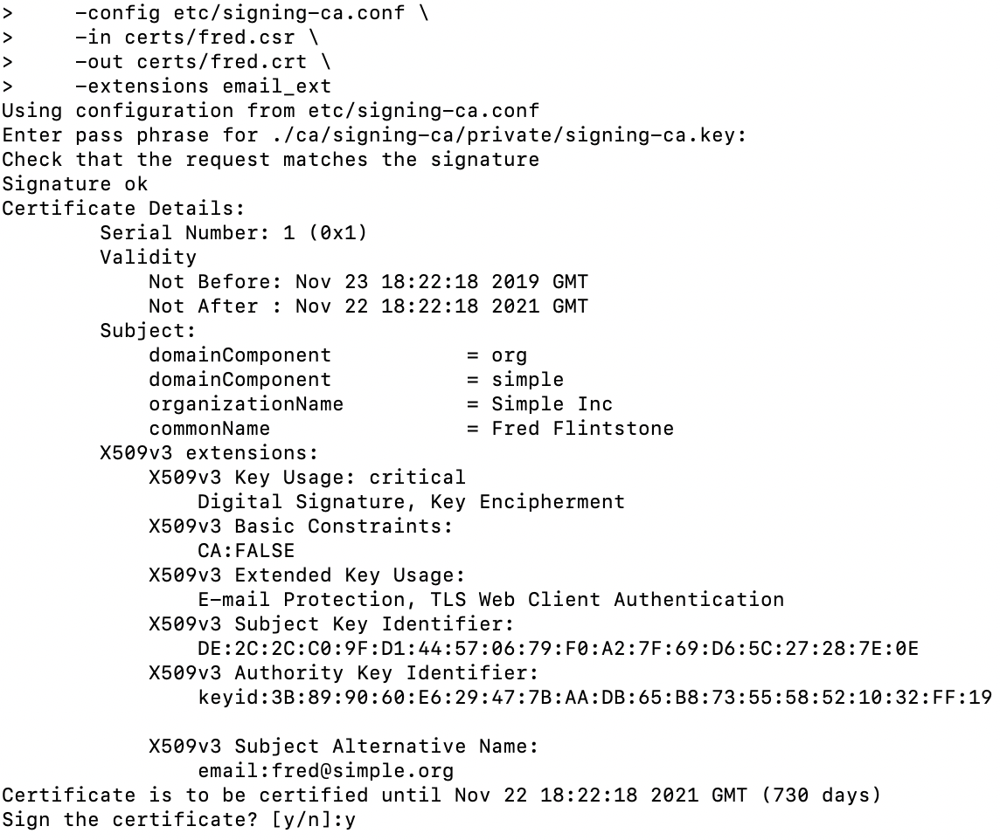 >     -config etc/signing-ca.conf \
>     -in certs/fred.csr \
>     -out certs/fred.crt \
>     -extensions email_ext
Using configuration from etc/signing-ca.conf
Enter pass phrase for ./ca/signing-ca/private/signing-ca.key:
Check that the request matches the signature
Signature ok
Certificate Details:
        Serial Number: 1 (0x1)
        Validity
            Not Before: Nov 23 18:22:18 2019 GMT
            Not After : Nov 22 18:22:18 2021 GMT
        Subject:
            domainComponent           = org
            domainComponent           = simple
            organizationName          = Simple Inc
            commonName                = Fred Flintstone
        X509v3 extensions:
            X509v3 Key Usage: critical
                Digital Signature, Key Encipherment
            X509v3 Basic Constraints:
                CA:FALSE
            X509v3 Extended Key Usage:
                E-mail Protection, TLS Web Client Authentication
            X509v3 Subject Key Identifier:
                DE:2C:2C:C0:9F:D1:44:57:06:79:F0:A2:7F:69:D6:5C:27:28:7E:0E
            X509v3 Authority Key Identifier:
                keyid:3B:89:90:60:E6:29:47:7B:AA:DB:65:B8:73:55:58:52:10:32:FF:19

            X509v3 Subject Alternative Name:
                email:fred@simple.org
Certificate is to be certified until Nov 22 18:22:18 2021 GMT (730 days)
Sign the certificate? [y/n]:y